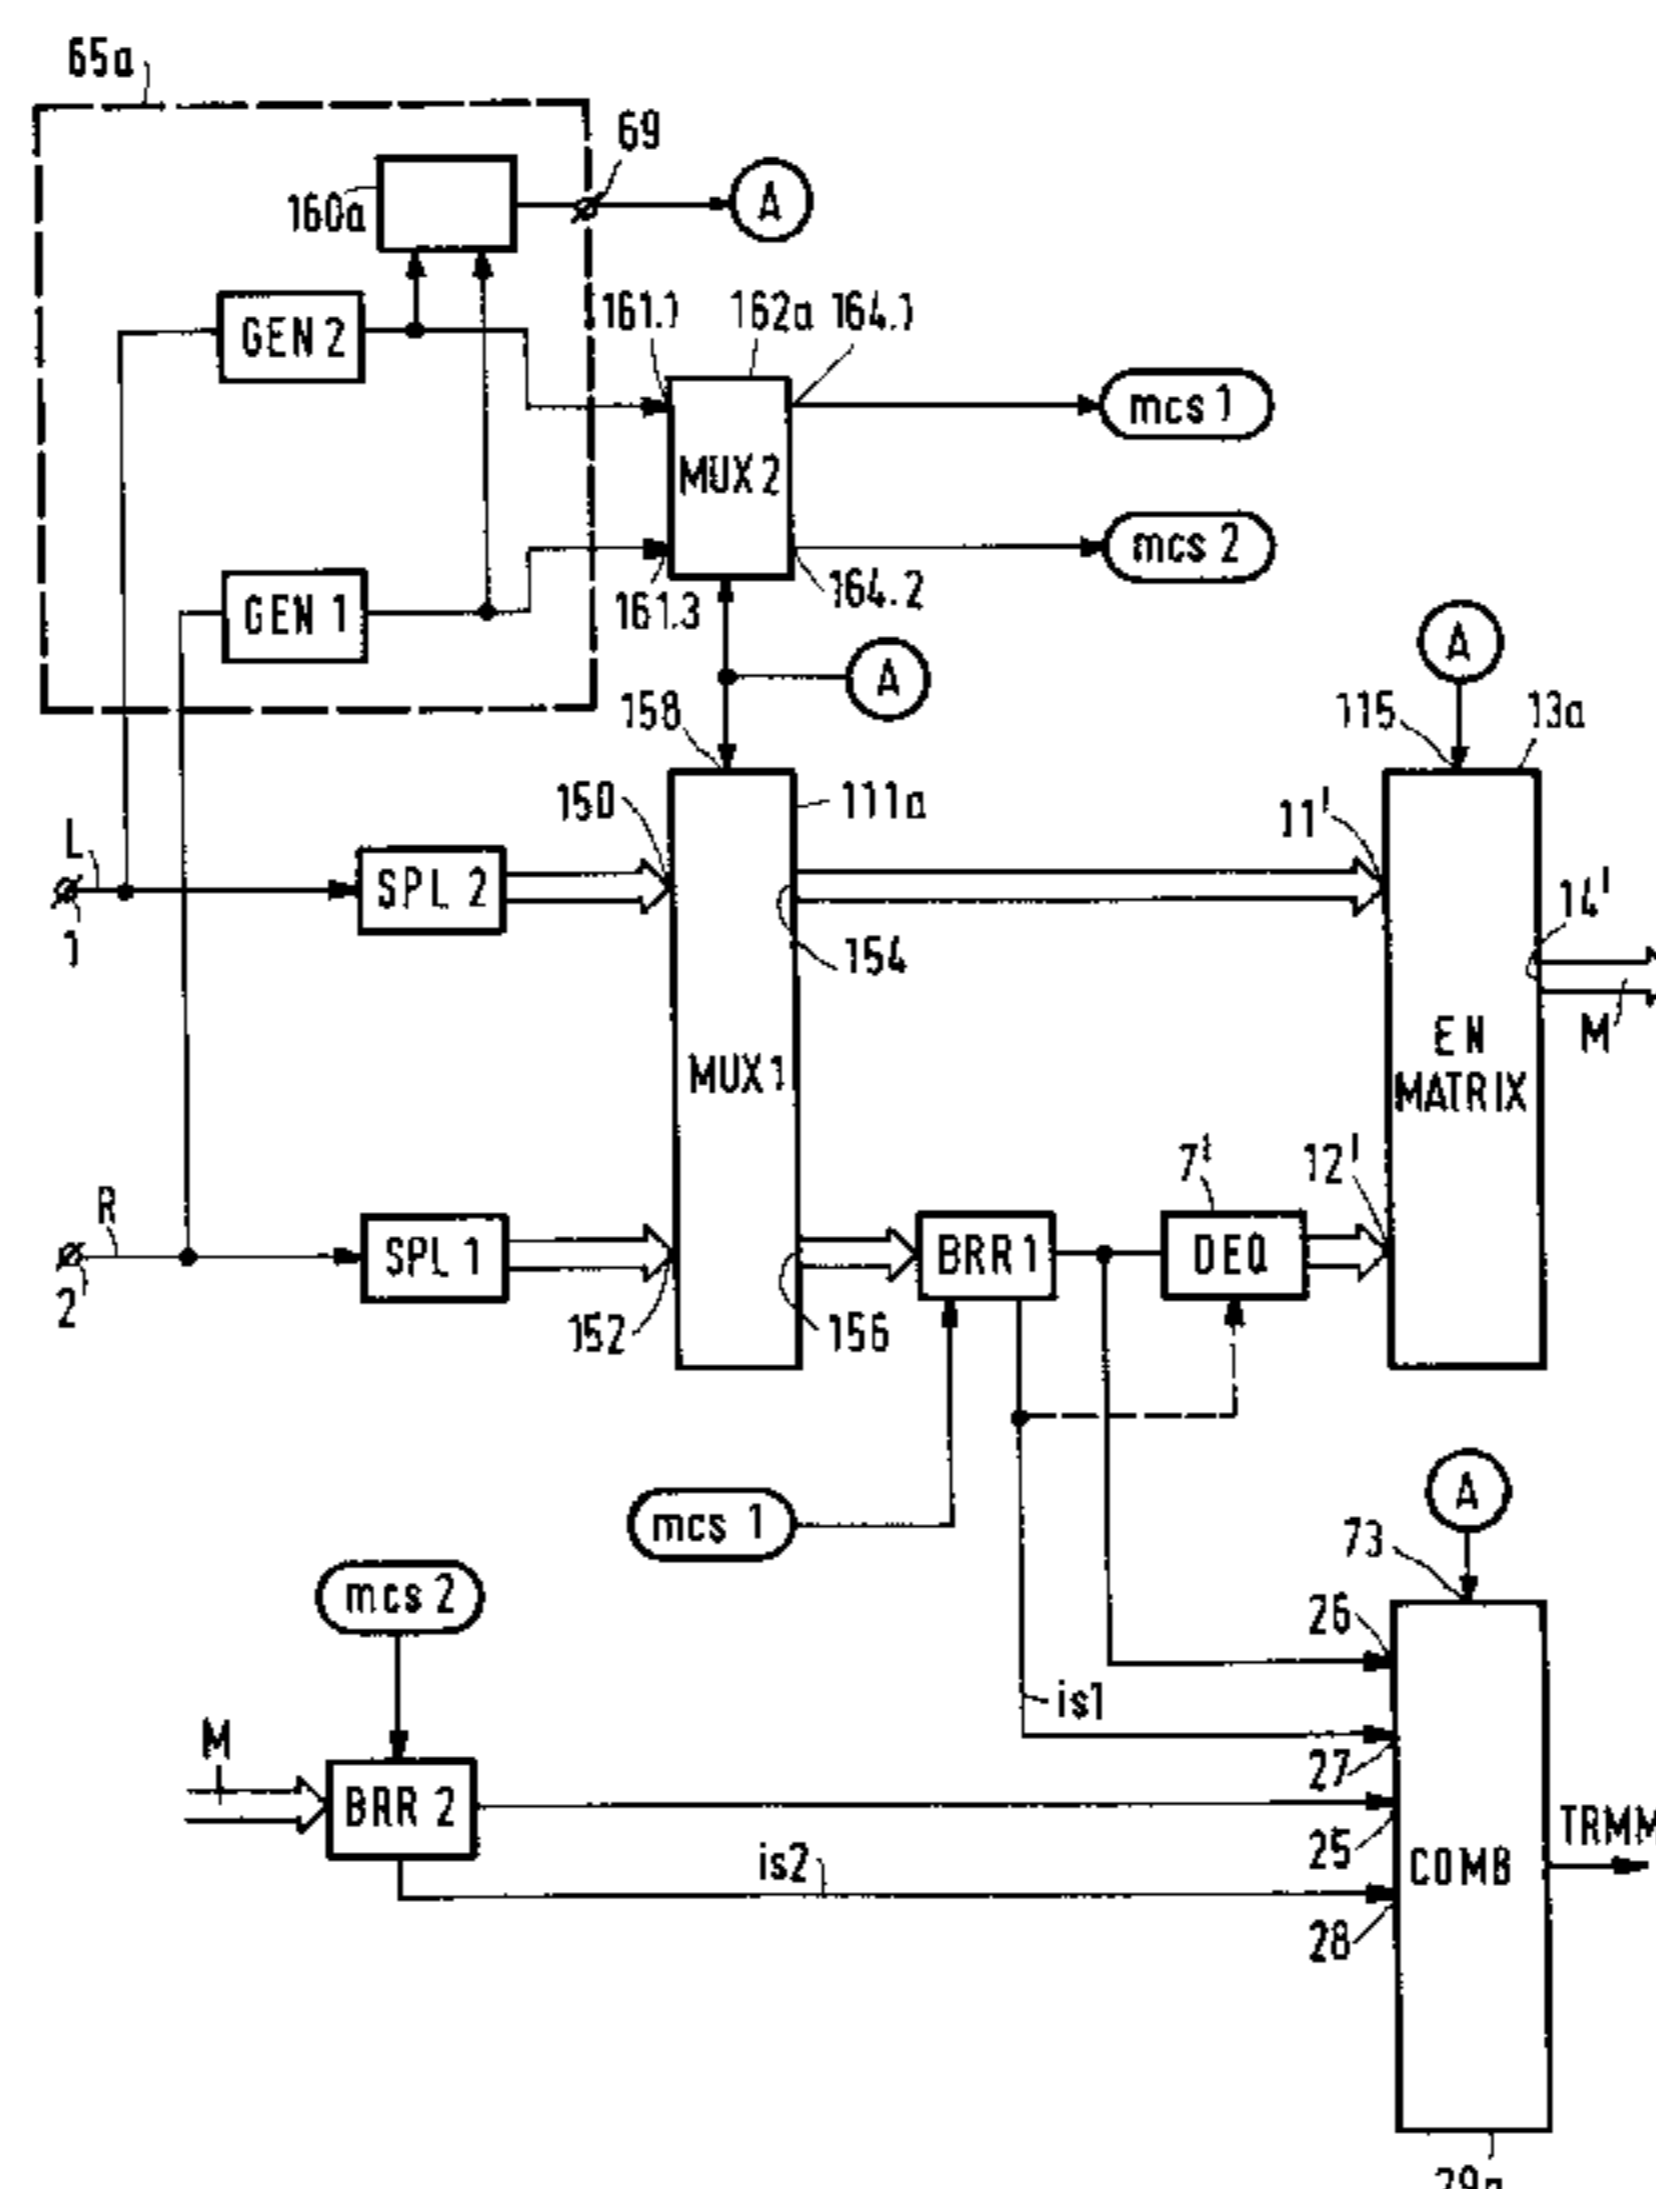 65a
69
A
160a
GEN 2
161.1
162a
164.1
mcs 1
MUX 2
mcs 2
GEN 1
161.3
164.2
A
A
158
115
13a
150
111a
11'
L
SPL 2
14'
1
154
M
EN
MATRIX
MUX 1
R
7'
12'
SPL 1
BRR 1
DEQ
2
152
156
A
mcs 1
73
mcs 2
26
is1
M
27
BRR 2
25
TRMM
is2
COMB
28